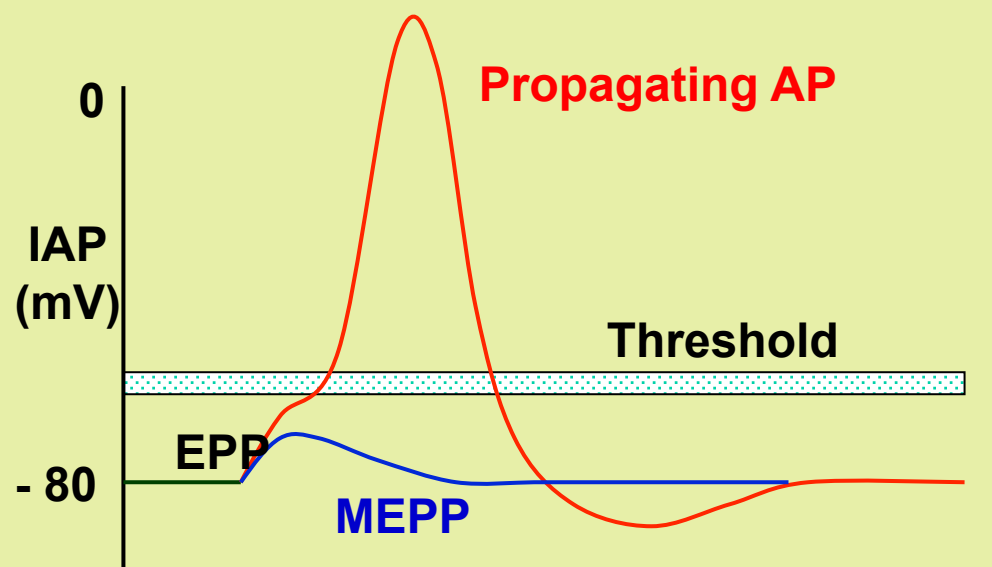 Propagating AP
0
IAP
(mV)
Threshold
EPP
- 80
MEPP